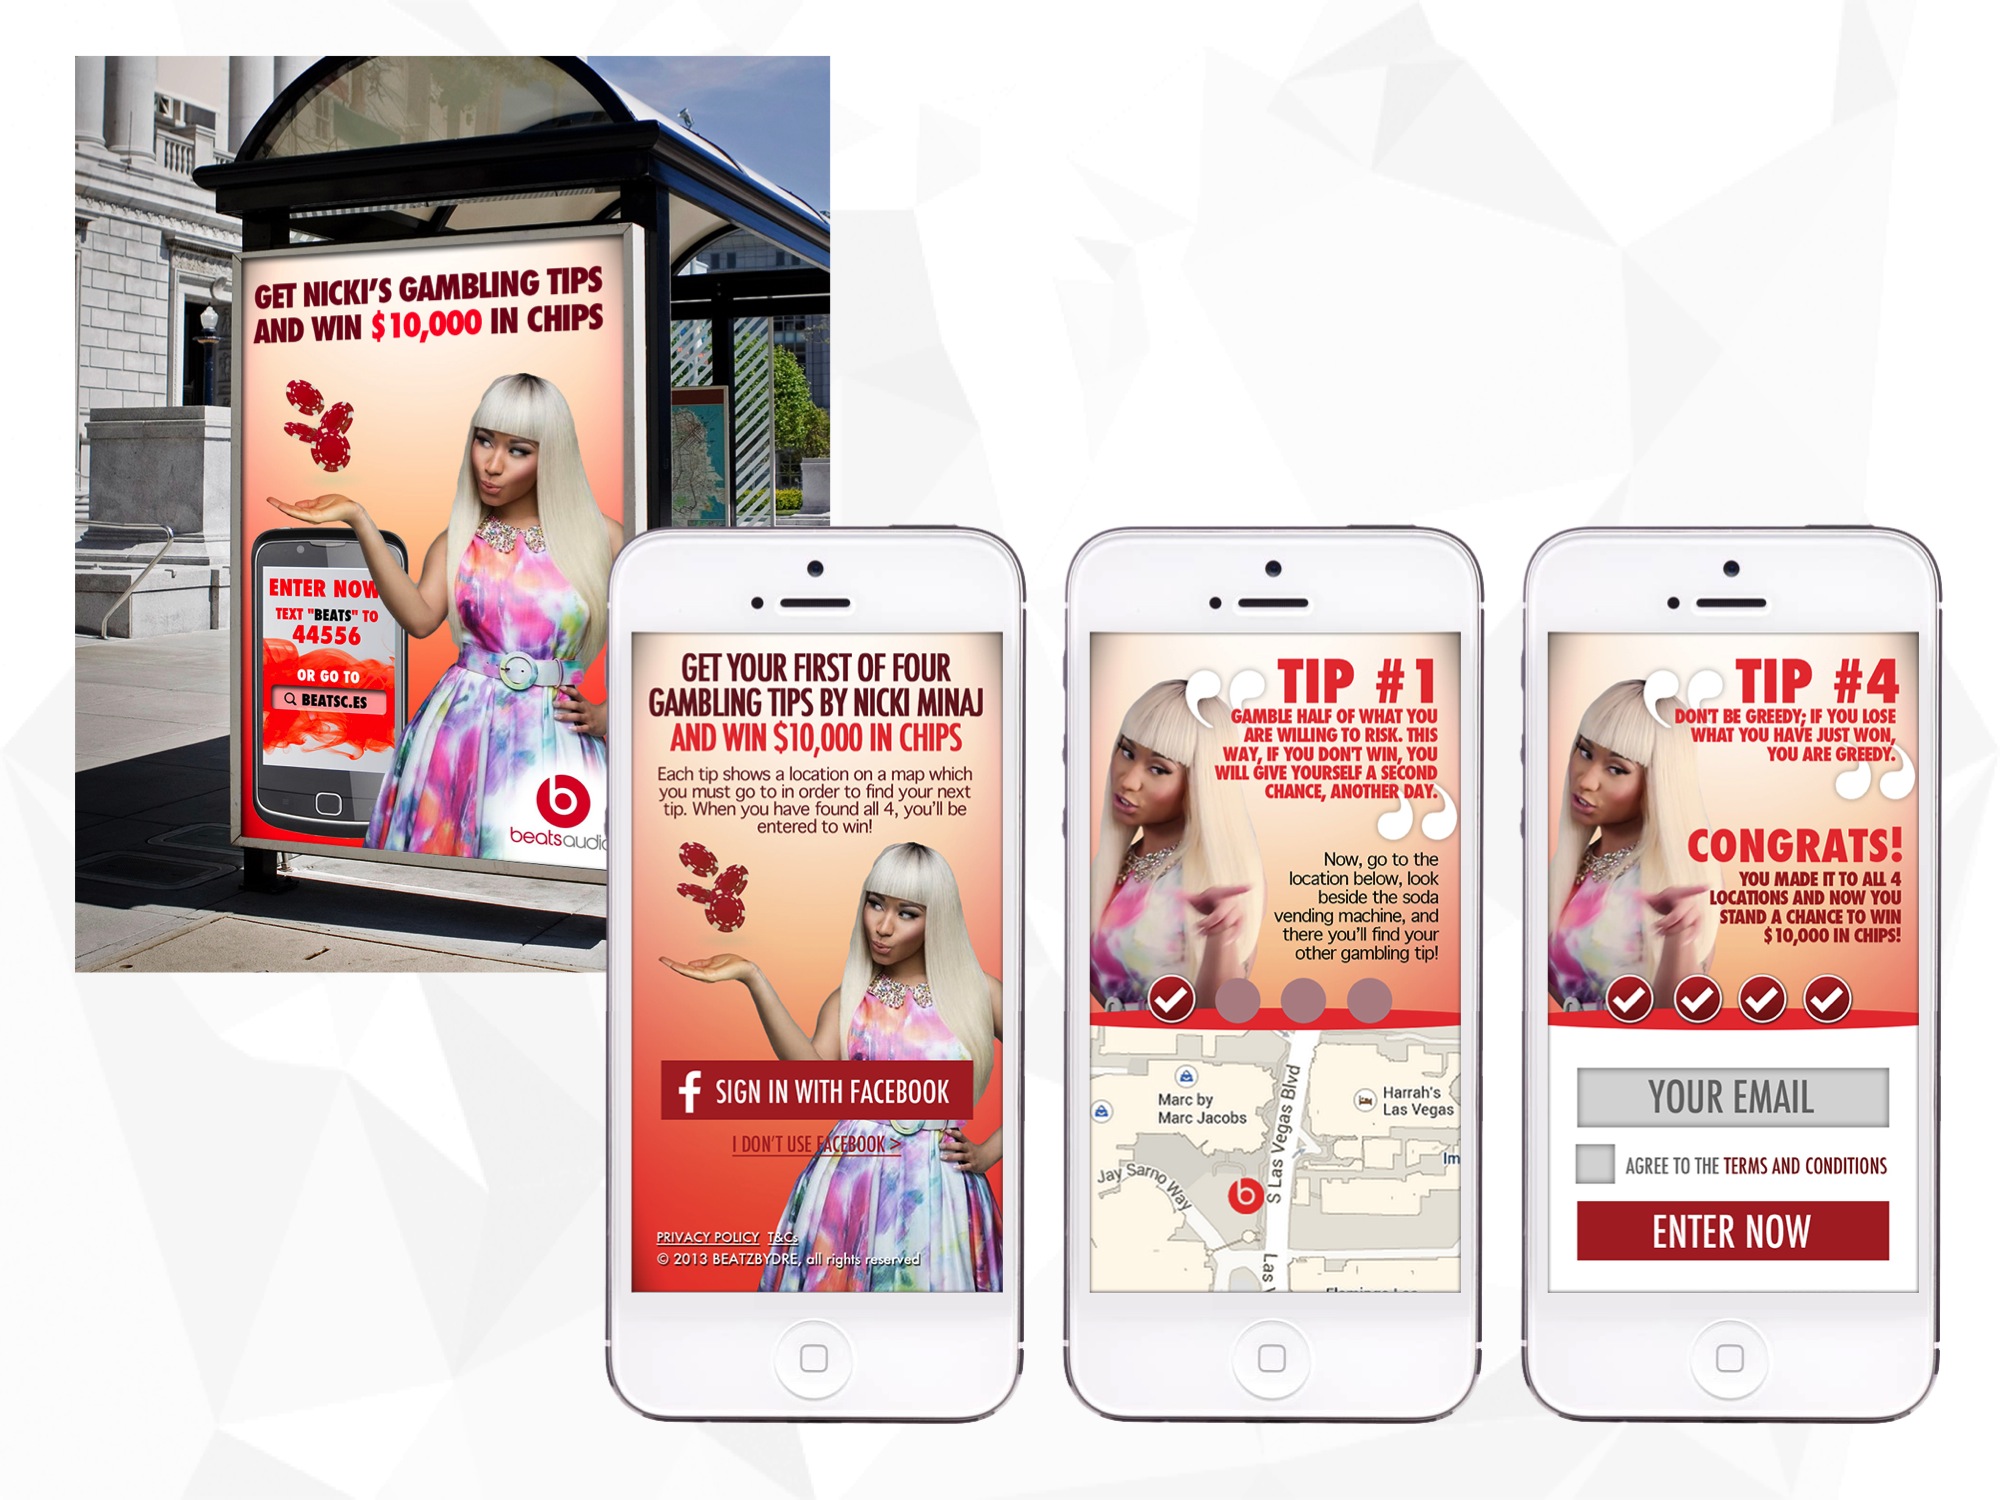 GET NICKI'S GAMBLING TIPS
AND WIN $10,000 IN CHIPS
ENTER NOW
TEXT "BEATS" TO
44556
OR GO TO
BEATSC.ES
b
beatsaudio
GET YOUR FIRST OF FOUR
GAMBLING TIPS BY NICKI MINAJ
AND WIN $10,000 IN CHIPS
Each tip shows a location on a map which
you must go to in order to find your next
tip. When you have found all 4, you'll be
entered to win!
f SIGN IN WITH FACEBOOK
I DON'T USE FACEBOOK >
PRIVACY POLICY T&Cs
© 2013 BEATZBYDRE, all rights reserved
TIP #1
GAMBLE HALF OF WHAT YOU
ARE WILLING TO RISK. THIS
WAY, IF YOU DON'T WIN, YOU
WILL GIVE YOURSELF A SECOND
CHANCE, ANOTHER DAY.
Now, go to the
location below, look
beside the soda
vending machine, and
there you'll find your
other gambling tip!
Marc by
Marc Jacobs
Harrah's
Las Vegas
S Las Vegas Blvd
Im
Jay Sarno Way
b
Las
TIP #4
DON'T BE GREEDY; IF YOU LOSE
WHAT YOU HAVE JUST WON,
YOU ARE GREEDY.
CONGRATS!
YOU MADE IT TO ALL 4
LOCATIONS AND NOW YOU
STAND A CHANCE TO WIN
$10,000 IN CHIPS!
YOUR EMAIL
AGREE TO THE TERMS AND CONDITIONS
ENTER NOW